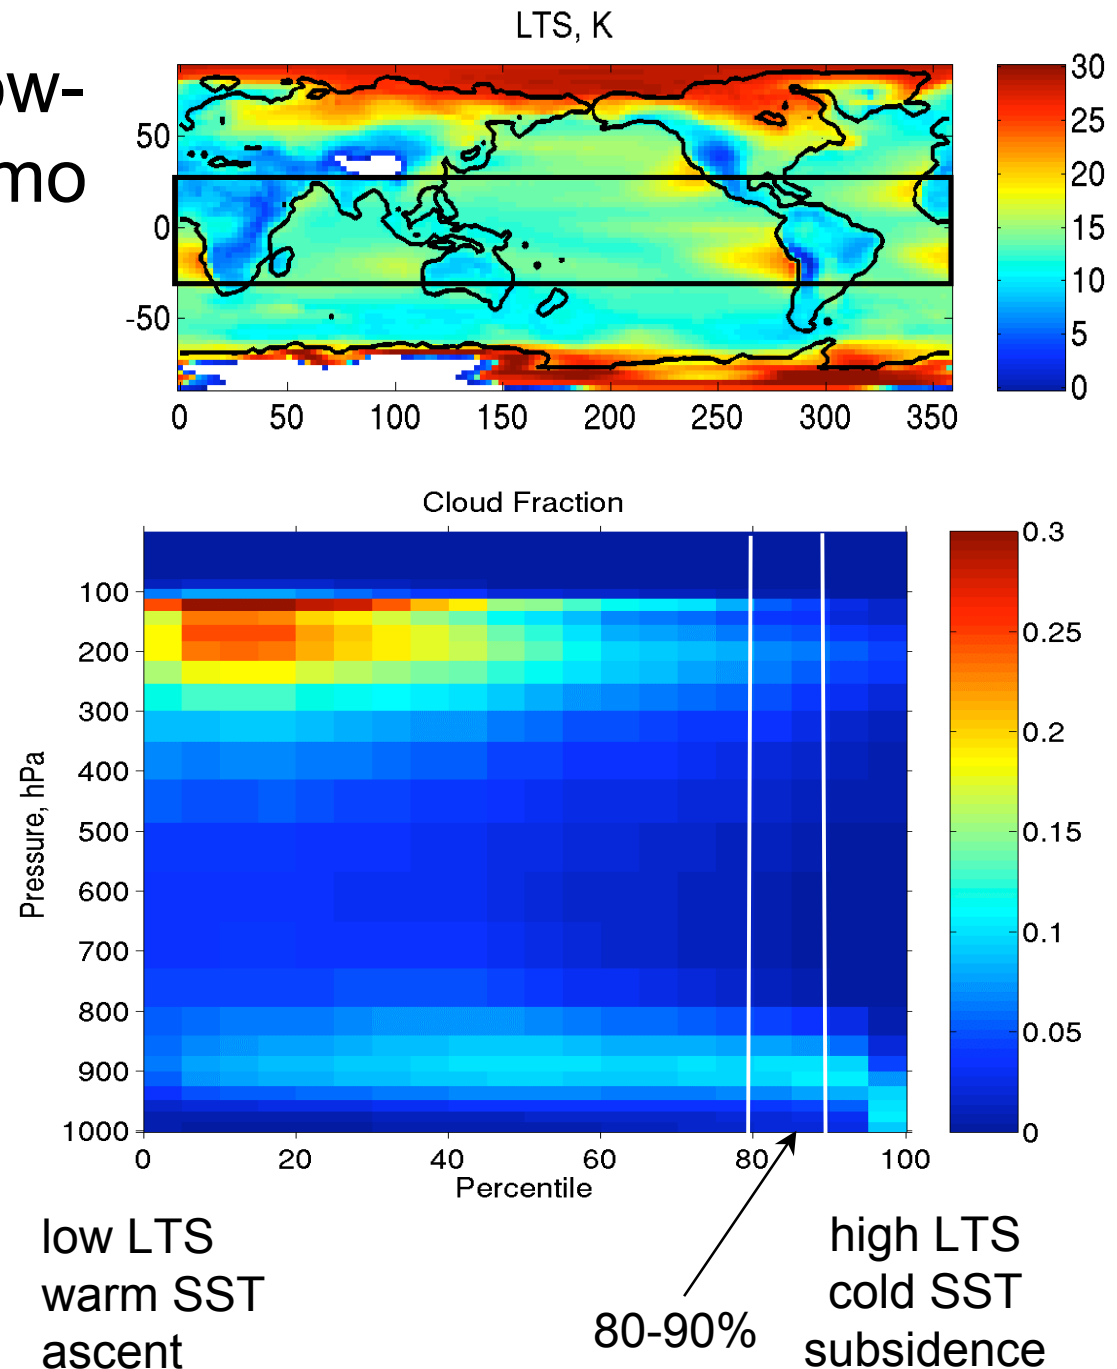 LTS, K
ow-
mo
50
0
-50
0 50 100 150 200 250 300 350
30
25
20
15
10
5
0
Cloud Fraction
Pressure, hPa
100
200
300
400
500
600
700
800
900
1000
0 20 40 60 80 100
Percentile
0.3
0.25
0.2
0.15
0.1
0.05
0
low LTS
warm SST
ascent
80-90%
high LTS
cold SST
subsidence